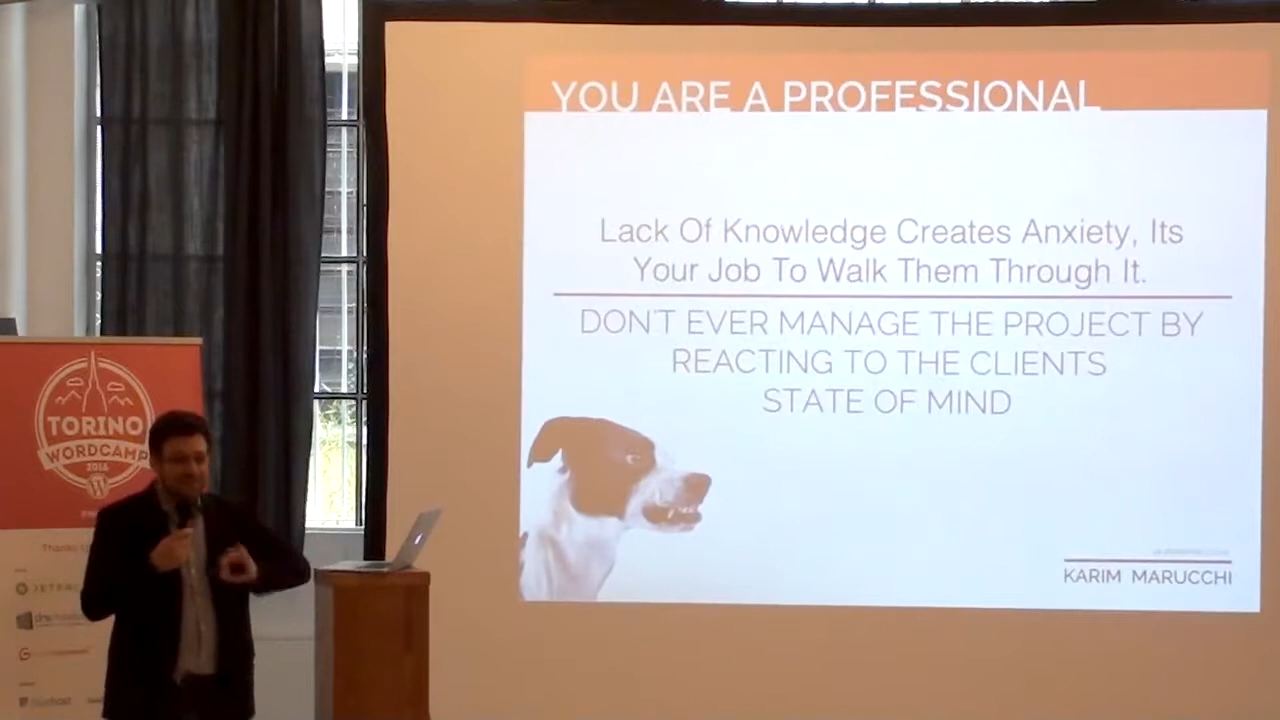 YOU ARE A PROFESSIONAL
Lack Of Knowledge Creates Anxiety, Its
Your Job To Walk Them Through It.
DON'T EVER MANAGE THE PROJECT BY
REACTING TO THE CLIENTS
STATE OF MIND
KARIM MARUCCHI
TORINO
WORDCAMP
2016